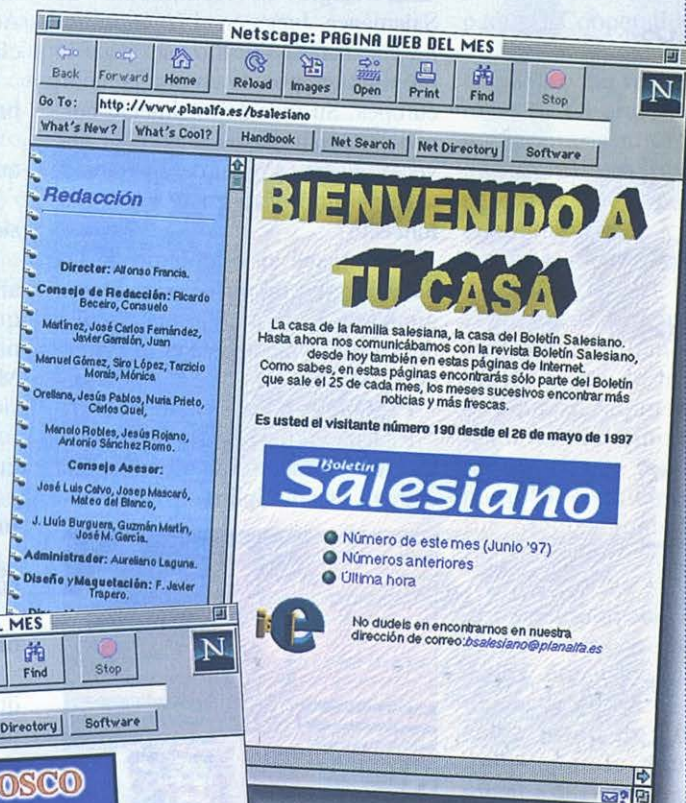 Netscape: PAGINA WEB DEL MES
Back Forward Home Reload Images Open Print Find Stop
N
Go To: http://www.planalfa.es/bsalesiano
What's New? What's Cool? Handbook Net Search Net Directory Software
Redacción
Director: Alfonso Francia.
Consejo de Redacción: Ricardo
Beceiro, Consuelo
Martínez, José Carlos Fernández,
Javier Garralón, Juan
Manuel Gómez, Siro López, Tarzicio
Morais, Mónica
Orellana, Jesús Pablos, Nuria Prieto,
Carlos Quel,
Manolo Robles, Jesús Rojano,
Antonio Sánchez Romo.
Consejo Asesor:
José Luis Calvo, Josep Mascaró,
Mateo del Blanco,
J. Lluís Burguera, Guzmán Martín,
José M. García.
Administrador: Aureliano Laguna.
Diseño y Maquetación: F. Javier
Trapero.
BIENVENIDO A
TU CASA
La casa de la familia salesiana, la casa del Boletín Salesiano.
Hasta ahora nos comunicábamos con la revista Boletín Salesiano,
desde hoy también en estas páginas de Internet.
Como sabes, en estas páginas encontrarás sólo parte del Boletín
que sale el 25 de cada mes, los meses sucesivos encontrar más
noticias y más frescas.
Es usted el visitante número 190 desde el 26 de mayo de 1997
Boletín
Salesiano
Número de este mes (Junio '97)
Números anteriores
Última hora
No dudeis en encontrarnos en nuestra
dirección de correo:bsalesiano@planalfa.es
L MES
Find Stop
N
Directory Software
OSCO